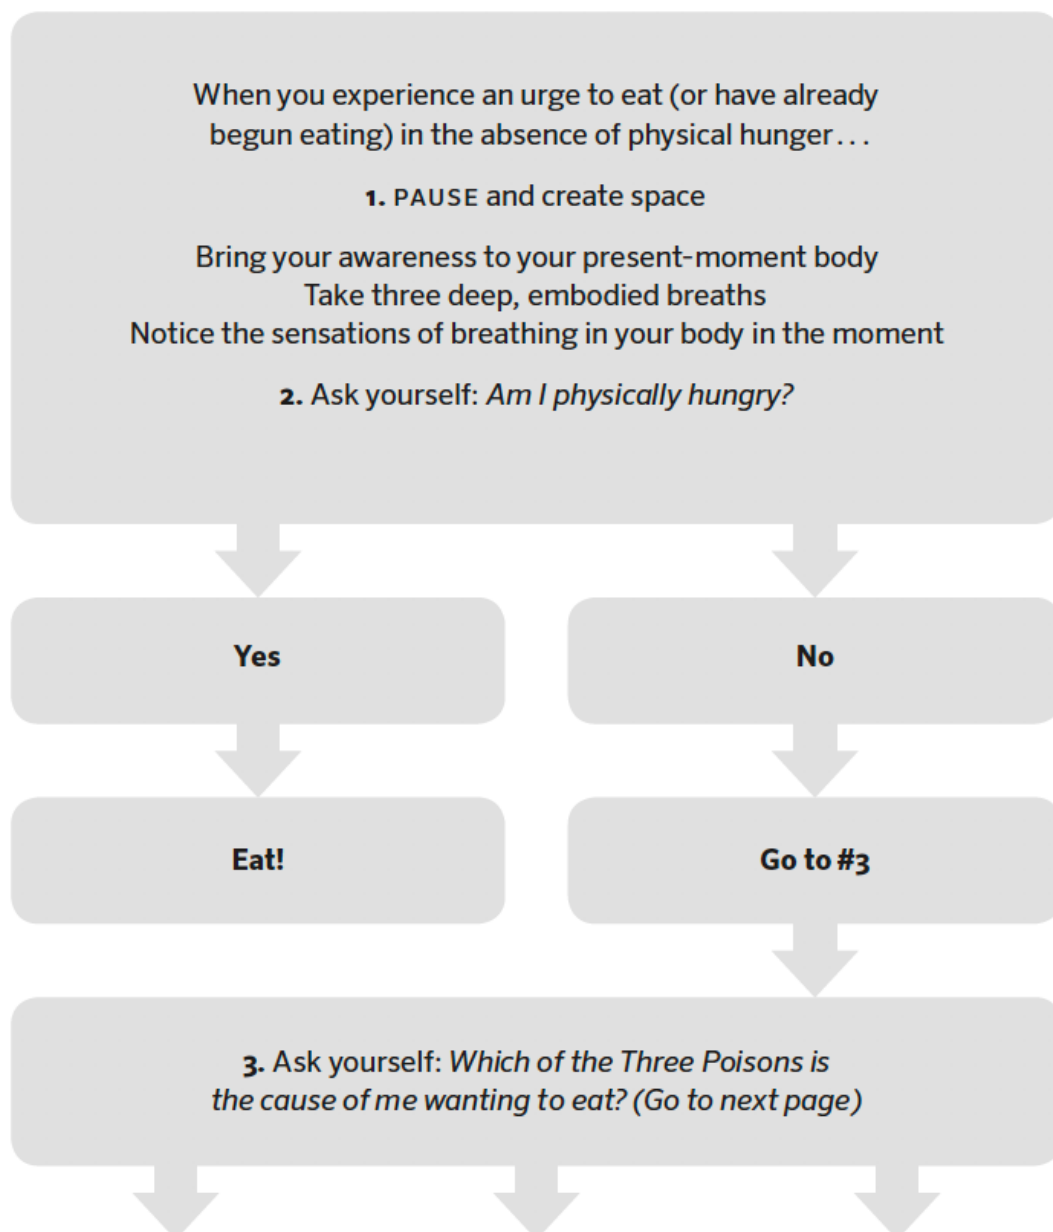 When you experience an urge to eat (or have already
begun eating) in the absence of physical hunger...
1. PAUSE and create space
Bring your awareness to your present-moment body
Take three deep, embodied breaths
Notice the sensations of breathing in your body in the moment
2. Ask yourself: Am I physically hungry?
Yes
No
Eat!
Go to #3
3. Ask yourself: Which of the Three Poisons is
the cause of me wanting to eat? (Go to next page)